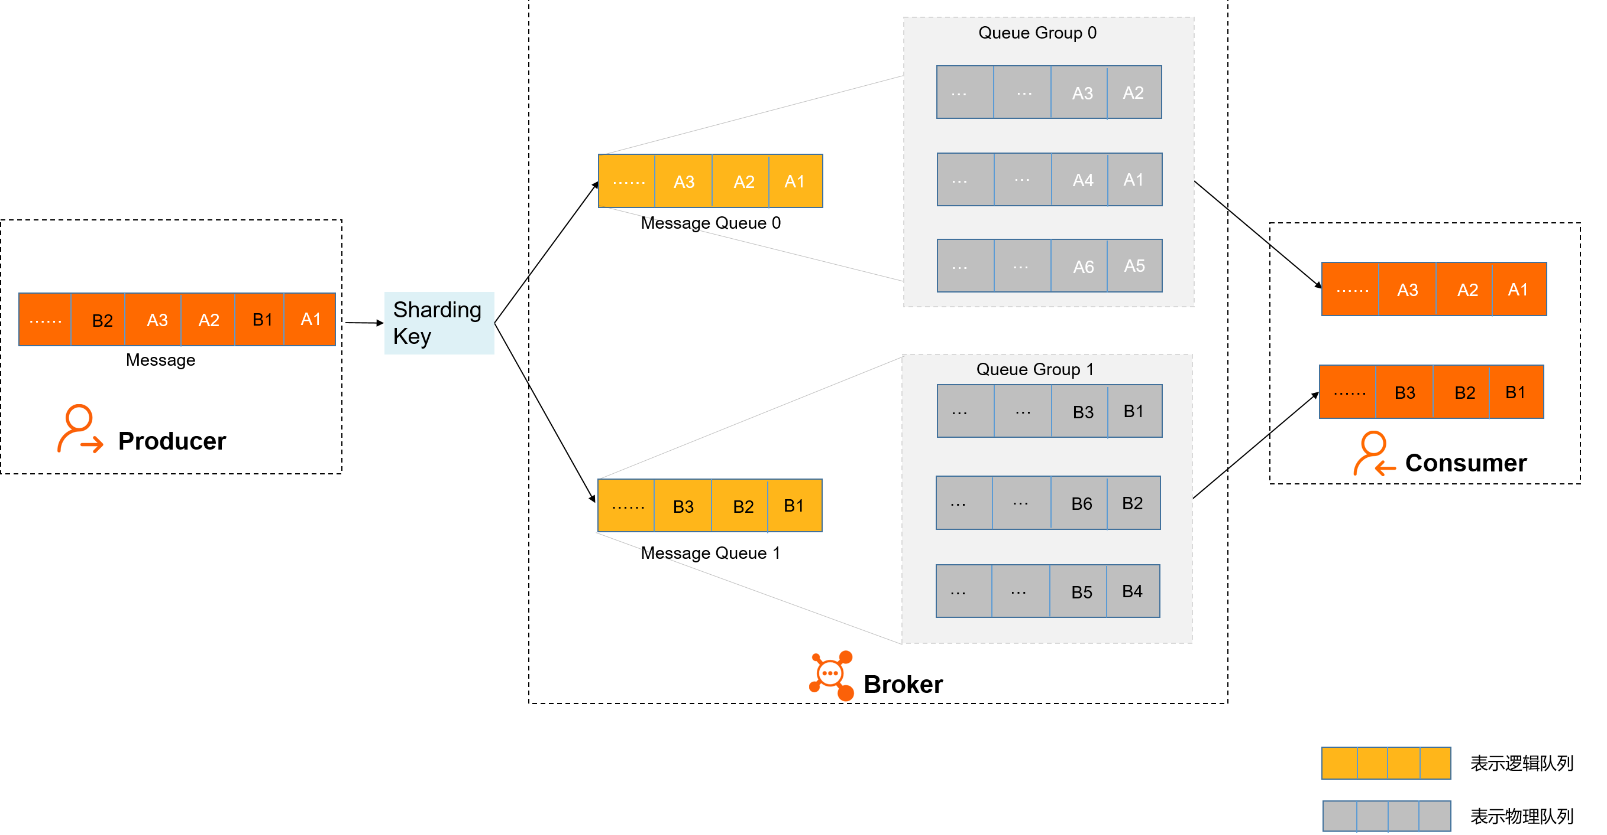 Queue Group 0
… … A3 A2
… … A4 A1
… … A6 A5
…… A3 A2 A1
Message Queue 0
…… B2 A3 A2 B1 A1
Message
Producer
Sharding
Key
Queue Group 1
… … B3 B1
… … B6 B2
… … B5 B4
…… B3 B2 B1
Message Queue 1
Broker
…… A3 A2 A1
…… B3 B2 B1
Consumer
表示逻辑队列
表示物理队列